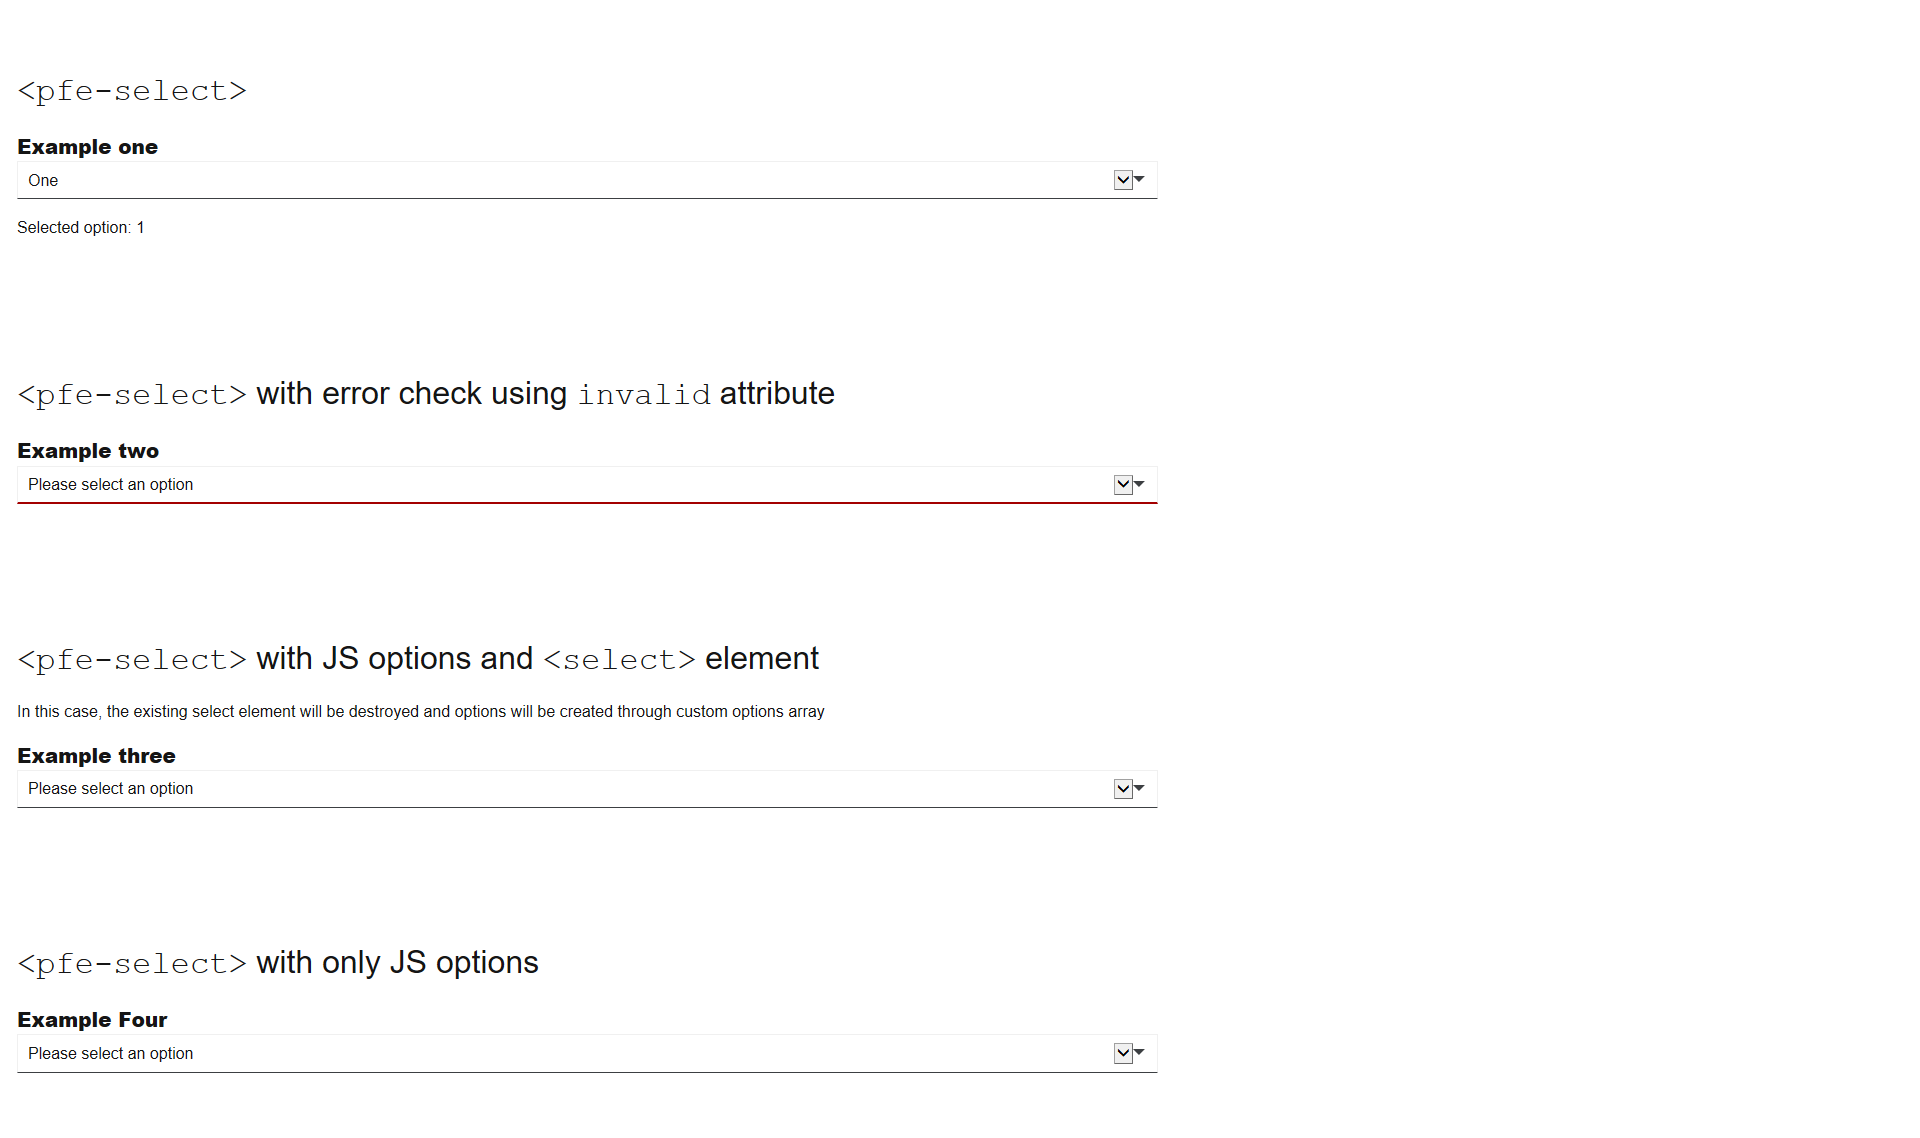 <pfe-select>
Example one
One
Selected option: 1
<pfe-select> with error check using invalid attribute
Example two
Please select an option
<pfe-select> with JS options and <select> element
In this case, the existing select element will be destroyed and options will be created through custom options array
Example three
Please select an option
<pfe-select> with only JS options
Example Four
Please select an option